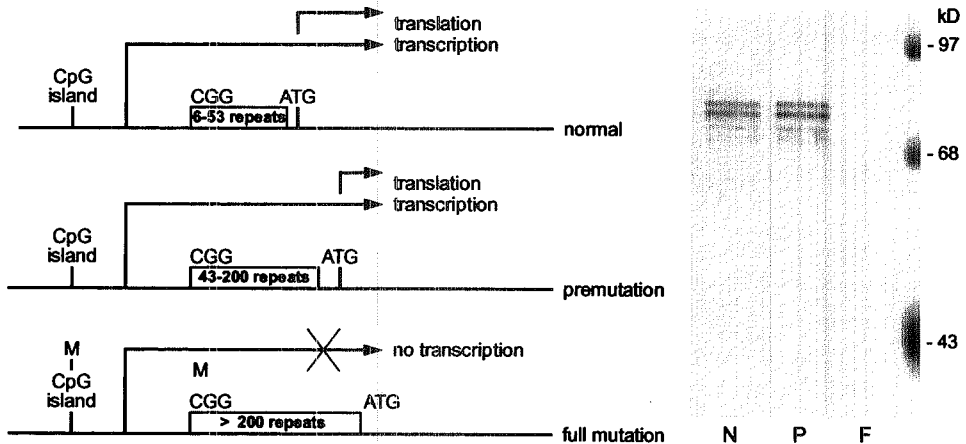 translation
transcription
CpG
island
CGG ATG
6-53 repeats
normal
translation
transcription
CpG
island
CGG ATG
43-200 repeats
premutation
M
CpG
island
no transcription
M
CGG ATG
> 200 repeats
full mutation
kD
- 97
- 68
- 43
N P F